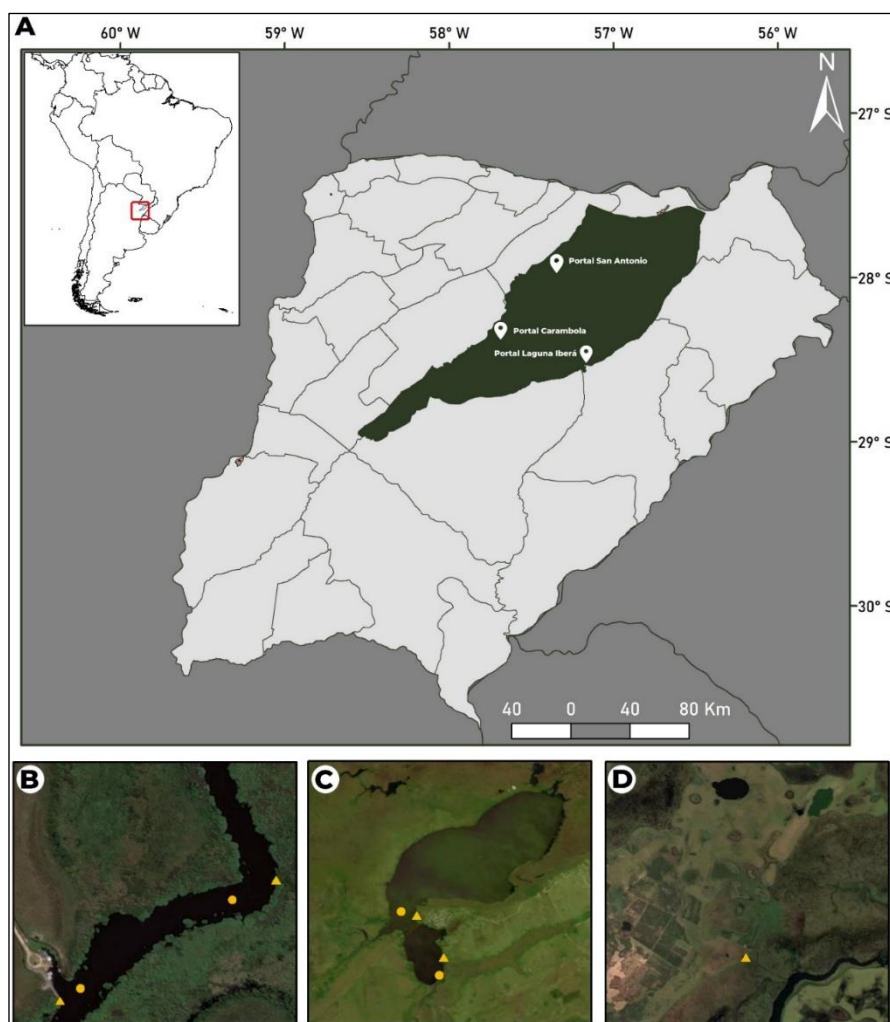 A
60° W
59° W
58° W
57° W
56° W
N
27° S
28° S
29° S
30° S
Portal San Antonio
Portal Carambola
Portal Laguna Iberá
40 0 40 80 Km
B
C
D